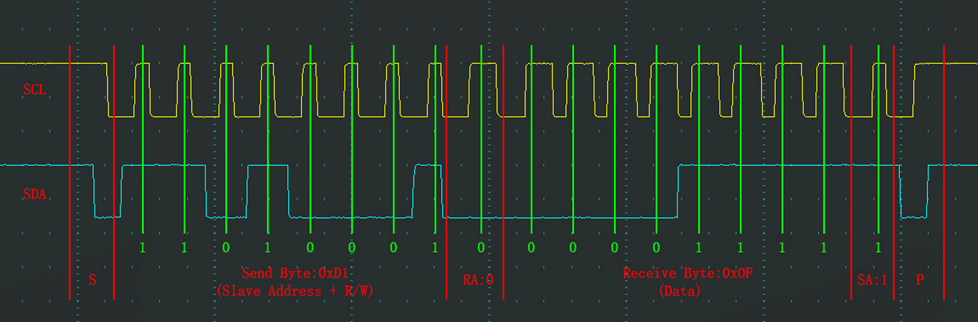 SCL
SDA
1 1 0 1 0 0 0 1 0 0 0 0 0 1 1 1 1 1
S
Send Byte:0xD1
(Slave Address + R/W)
RA:0
Receive Byte:0x0F
(Data)
SA:1
P